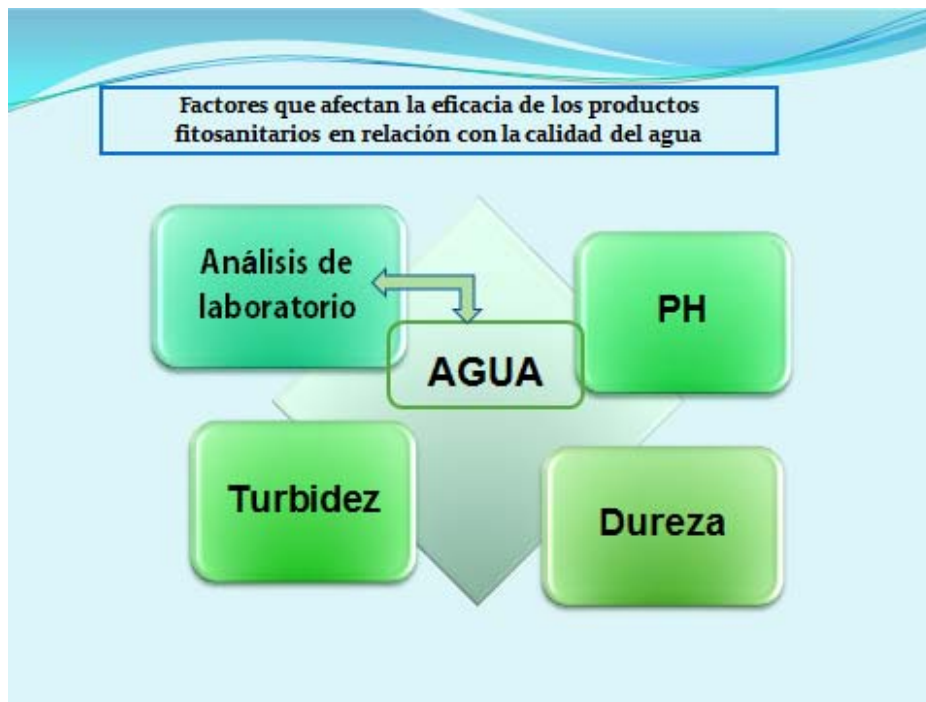 Factores que afectan la eficacia de los productos
fitosanitarios en relación con la calidad del agua
Análisis de
laboratorio
PH
AGUA
Turbidez
Dureza